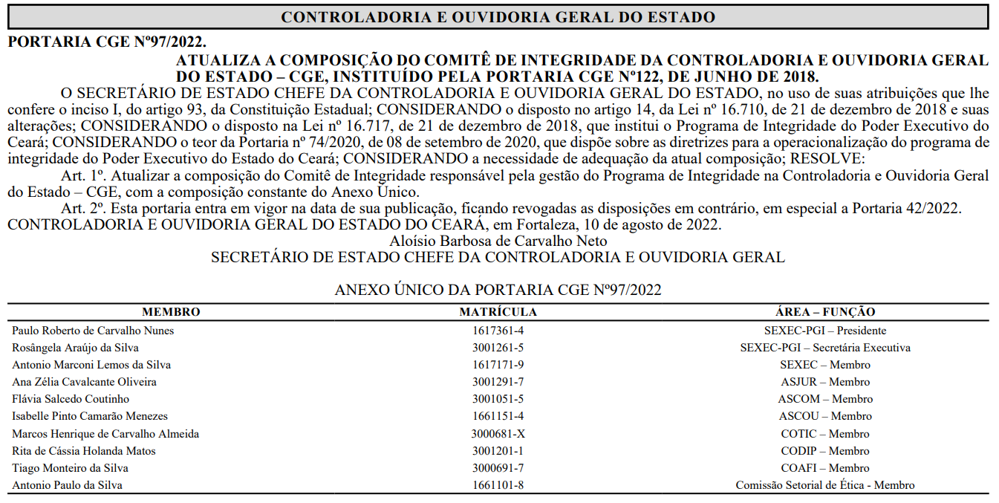 CONTROLADORIA E OUVIDORIA GERAL DO ESTADO
PORTARIA CGE Nº97/2022.
ATUALIZA A COMPOSIÇÃO DO COMITÊ DE INTEGRIDADE DA CONTROLADORIA E OUVIDORIA GERAL
DO ESTADO – CGE, INSTITUÍDO PELA PORTARIA CGE Nº122, DE JUNHO DE 2018.
O SECRETÁRIO DE ESTADO CHEFE DA CONTROLADORIA E OUVIDORIA GERAL DO ESTADO, no uso de suas atribuições que lhe
confere o inciso I, do artigo 93, da Constituição Estadual; CONSIDERANDO o disposto no artigo 14, da Lei nº 16.710, de 21 de dezembro de 2018 e suas
alterações; CONSIDERANDO o disposto na Lei nº 16.717, de 21 de dezembro de 2018, que institui o Programa de Integridade do Poder Executivo do
Ceará; CONSIDERANDO o teor da Portaria nº 74/2020, de 08 de setembro de 2020, que dispõe sobre as diretrizes para a operacionalização do programa de
integridade do Poder Executivo do Estado do Ceará; CONSIDERANDO a necessidade de adequação da atual composição; RESOLVE:
Art. 1º. Atualizar a composição do Comitê de Integridade responsável pela gestão do Programa de Integridade na Controladoria e Ouvidoria Geral
do Estado – CGE, com a composição constante do Anexo Único.
Art. 2º. Esta portaria entra em vigor na data de sua publicação, ficando revogadas as disposições em contrário, em especial a Portaria 42/2022.
CONTROLADORIA E OUVIDORIA GERAL DO ESTADO DO CEARÁ, em Fortaleza, 10 de agosto de 2022.
Aloísio Barbosa de Carvalho Neto
SECRETÁRIO DE ESTADO CHEFE DA CONTROLADORIA E OUVIDORIA GERAL
ANEXO ÚNICO DA PORTARIA CGE Nº97/2022
MEMBRO MATRÍCULA ÁREA – FUNÇÃO
Paulo Roberto de Carvalho Nunes 1617361-4 SEXEC-PGI – Presidente
Rosângela Araújo da Silva 3001261-5 SEXEC-PGI – Secretária Executiva
Antonio Marconi Lemos da Silva 1617171-9 SEXEC – Membro
Ana Zélia Cavalcante Oliveira 3001291-7 ASJUR – Membro
Flávia Salcedo Coutinho 3001051-5 ASCOM – Membro
Isabelle Pinto Camarão Menezes 1661151-4 ASCOU – Membro
Marcos Henrique de Carvalho Almeida 3000681-X COTIC – Membro
Rita de Cássia Holanda Matos 3001201-1 CODIP – Membro
Tiago Monteiro da Silva 3000691-7 COAFI – Membro
Antonio Paulo da Silva 1661101-8 Comissão Setorial de Ética - Membro